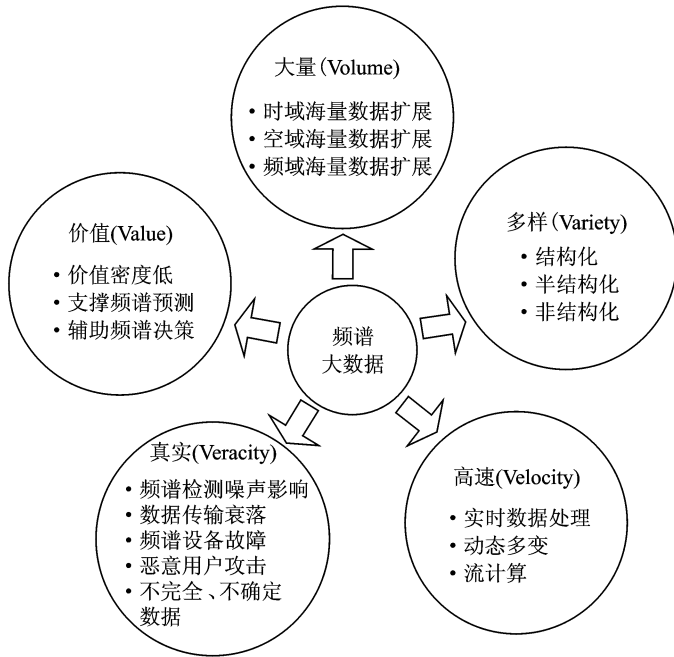 大量(Volume)
• 时域海量数据扩展
• 空域海量数据扩展
• 频域海量数据扩展
价值(Value)
• 价值密度低
• 支撑频谱预测
• 辅助频谱决策
多样(Variety)
• 结构化
• 半结构化
• 非结构化
频谱
大数据
真实(Veracity)
• 频谱检测噪声影响
• 数据传输衰落
• 频谱设备故障
• 恶意用户攻击
• 不完全、不确定
数据
高速(Velocity)
• 实时数据处理
• 动态多变
• 流计算